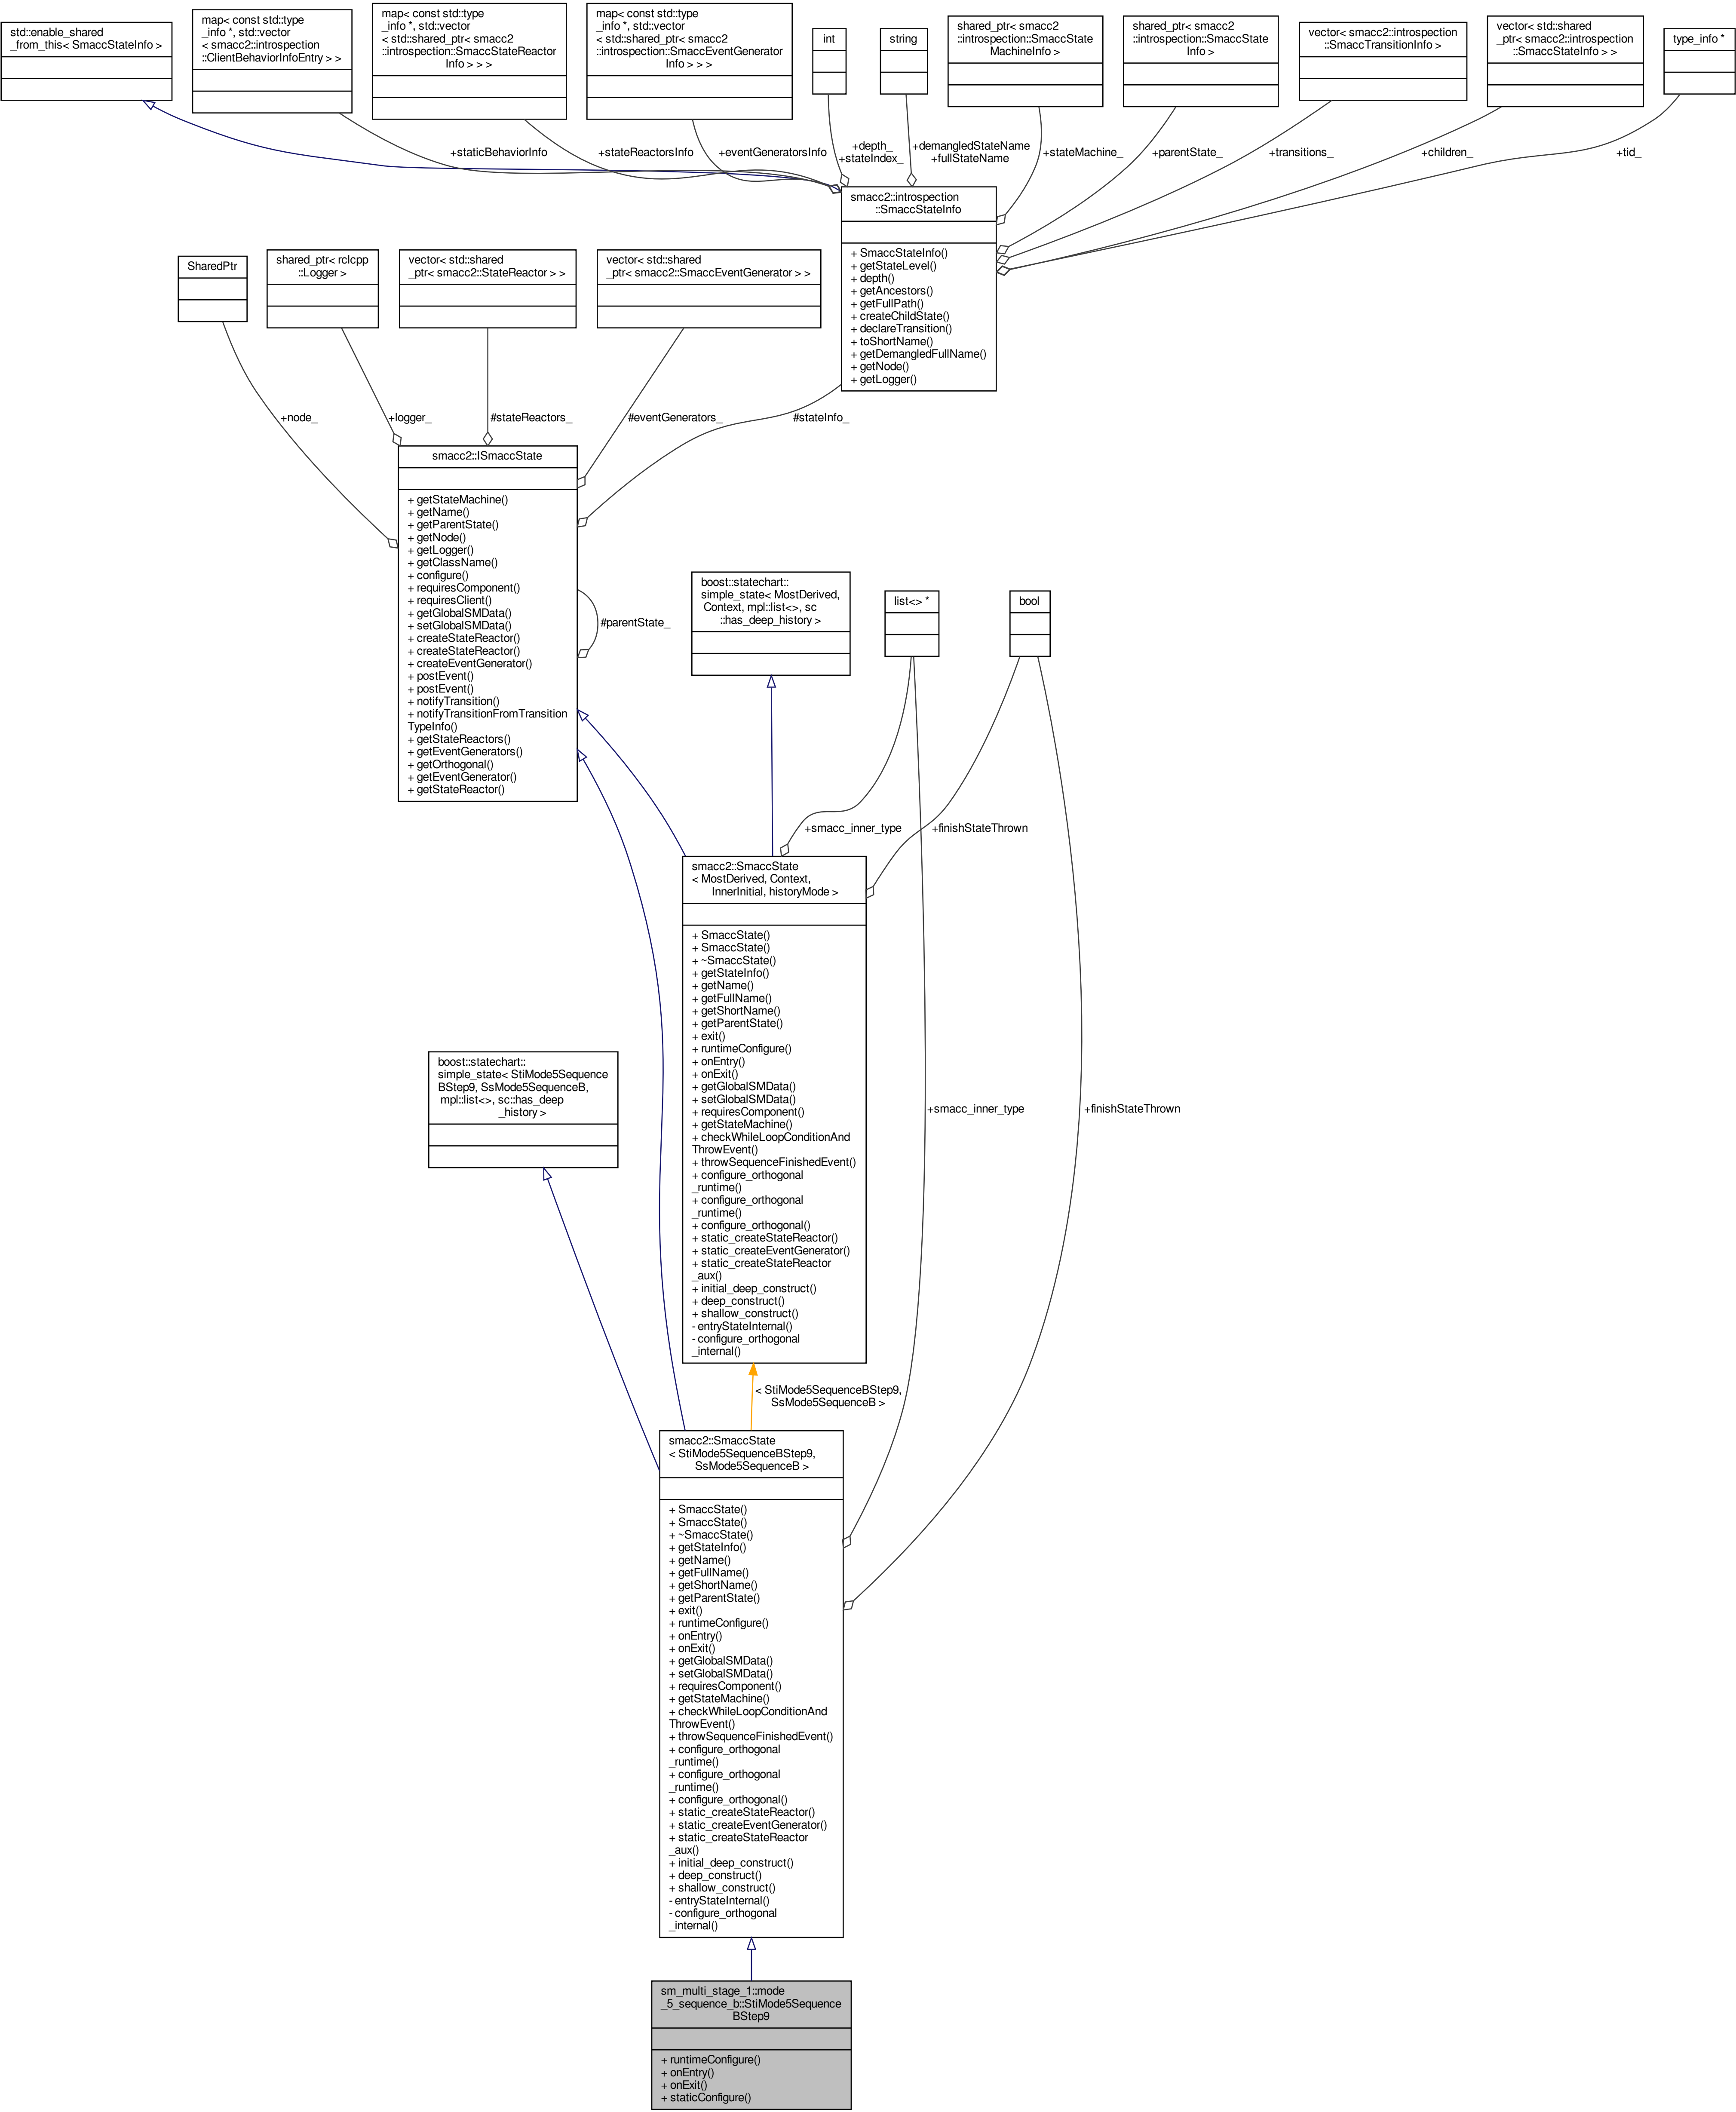 std::enable_shared
_from_this< SmaccStateInfo >
map< const std::type
_info *, std::vector
< smacc2::introspection
::ClientBehaviorInfoEntry > >
map< const std::type
_info *, std::vector
< std::shared_ptr< smacc2
::introspection::SmaccStateReactor
Info > > >
map< const std::type
_info *, std::vector
< std::shared_ptr< smacc2
::introspection::SmaccEventGenerator
Info > > >
int
string
shared_ptr< smacc2
::introspection::SmaccState
MachineInfo >
shared_ptr< smacc2
::introspection::SmaccState
Info >
vector< smacc2::introspection
::SmaccTransitionInfo >
vector< std::shared
_ptr< smacc2::introspection
::SmaccStateInfo > >
type_info *
+staticBehaviorInfo
+stateReactorsInfo
+eventGeneratorsInfo
+depth_
+stateIndex_
+demangledStateName
+fullStateName
+stateMachine_
+parentState_
+transitions_
+children_
+tid_
smacc2::introspection
::SmaccStateInfo
+ SmaccStateInfo()
+ getStateLevel()
+ depth()
+ getAncestors()
+ getFullPath()
+ createChildState()
+ declareTransition()
+ toShortName()
+ getDemangledFullName()
+ getNode()
+ getLogger()
SharedPtr
shared_ptr< rclcpp
::Logger >
vector< std::shared
_ptr< smacc2::StateReactor > >
vector< std::shared
_ptr< smacc2::SmaccEventGenerator > >
+node_
+logger_
#stateReactors_
#eventGenerators_
#stateInfo_
smacc2::ISmaccState
+ getStateMachine()
+ getName()
+ getParentState()
+ getNode()
+ getLogger()
+ getClassName()
+ configure()
+ requiresComponent()
+ requiresClient()
+ getGlobalSMData()
+ setGlobalSMData()
+ createStateReactor()
+ createStateReactor()
+ createEventGenerator()
+ postEvent()
+ postEvent()
+ notifyTransition()
+ notifyTransitionFromTransition
TypeInfo()
+ getStateReactors()
+ getEventGenerators()
+ getOrthogonal()
+ getEventGenerator()
+ getStateReactor()
#parentState_
boost::statechart::
simple_state< MostDerived,
Context, mpl::list<>, sc
::has_deep_history >
list<> *
bool
+smacc_inner_type
+finishStateThrown
smacc2::SmaccState
< MostDerived, Context,
InnerInitial, historyMode >
+ SmaccState()
+ SmaccState()
+ ~SmaccState()
+ getStateInfo()
+ getName()
+ getFullName()
+ getShortName()
+ getParentState()
+ exit()
+ runtimeConfigure()
+ onEntry()
+ onExit()
+ getGlobalSMData()
+ setGlobalSMData()
+ requiresComponent()
+ getStateMachine()
+ checkWhileLoopConditionAnd
ThrowEvent()
+ throwSequenceFinishedEvent()
+ configure_orthogonal
_runtime()
+ configure_orthogonal
_runtime()
+ configure_orthogonal()
+ static_createStateReactor()
+ static_createEventGenerator()
+ static_createStateReactor
_aux()
+ initial_deep_construct()
+ deep_construct()
+ shallow_construct()
- entryStateInternal()
- configure_orthogonal
_internal()
boost::statechart::
simple_state< StiMode5Sequence
BStep9, SsMode5SequenceB,
mpl::list<>, sc::has_deep
_history >
+smacc_inner_type
+finishStateThrown
< StiMode5SequenceBStep9,
SsMode5SequenceB >
smacc2::SmaccState
< StiMode5SequenceBStep9,
SsMode5SequenceB >
+ SmaccState()
+ SmaccState()
+ ~SmaccState()
+ getStateInfo()
+ getName()
+ getFullName()
+ getShortName()
+ getParentState()
+ exit()
+ runtimeConfigure()
+ onEntry()
+ onExit()
+ getGlobalSMData()
+ setGlobalSMData()
+ requiresComponent()
+ getStateMachine()
+ checkWhileLoopConditionAnd
ThrowEvent()
+ throwSequenceFinishedEvent()
+ configure_orthogonal
_runtime()
+ configure_orthogonal
_runtime()
+ configure_orthogonal()
+ static_createStateReactor()
+ static_createEventGenerator()
+ static_createStateReactor
_aux()
+ initial_deep_construct()
+ deep_construct()
+ shallow_construct()
- entryStateInternal()
- configure_orthogonal
_internal()
sm_multi_stage_1::mode
_5_sequence_b::StiMode5Sequence
BStep9
+ runtimeConfigure()
+ onEntry()
+ onExit()
+ staticConfigure()